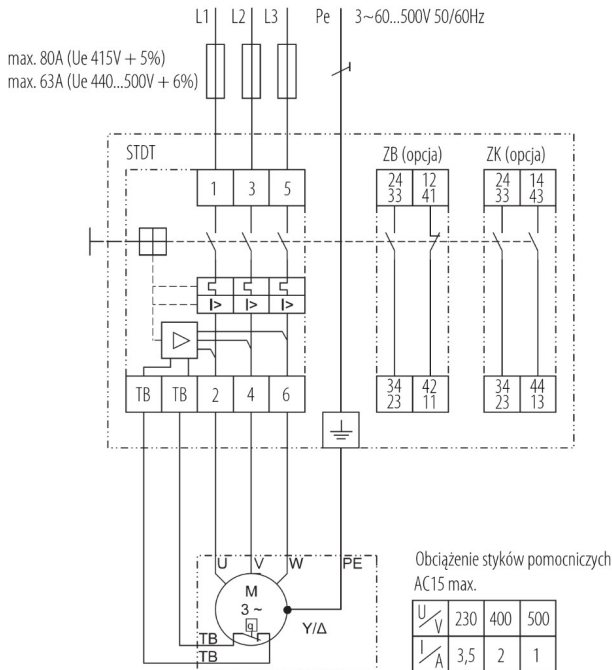 L1 L2 L3 Pe 3~60...500V 50/60Hz
max. 80A (Ue 415V + 5%)
max. 63A (Ue 440...500V + 6%)
STDT ZB (opcja) ZK (opcja)
1 3 5
24 12 24 14
33 41 33 43
I> I> I>
TB TB 2 4 6
34 42 34 44
23 11 23 13
U V W PE
M
3 ~
Y/Δ
TB
TB
Obciążenie styków pomocniczych
AC15 max.
U/V 230 400 500
I/A 3,5 2 1